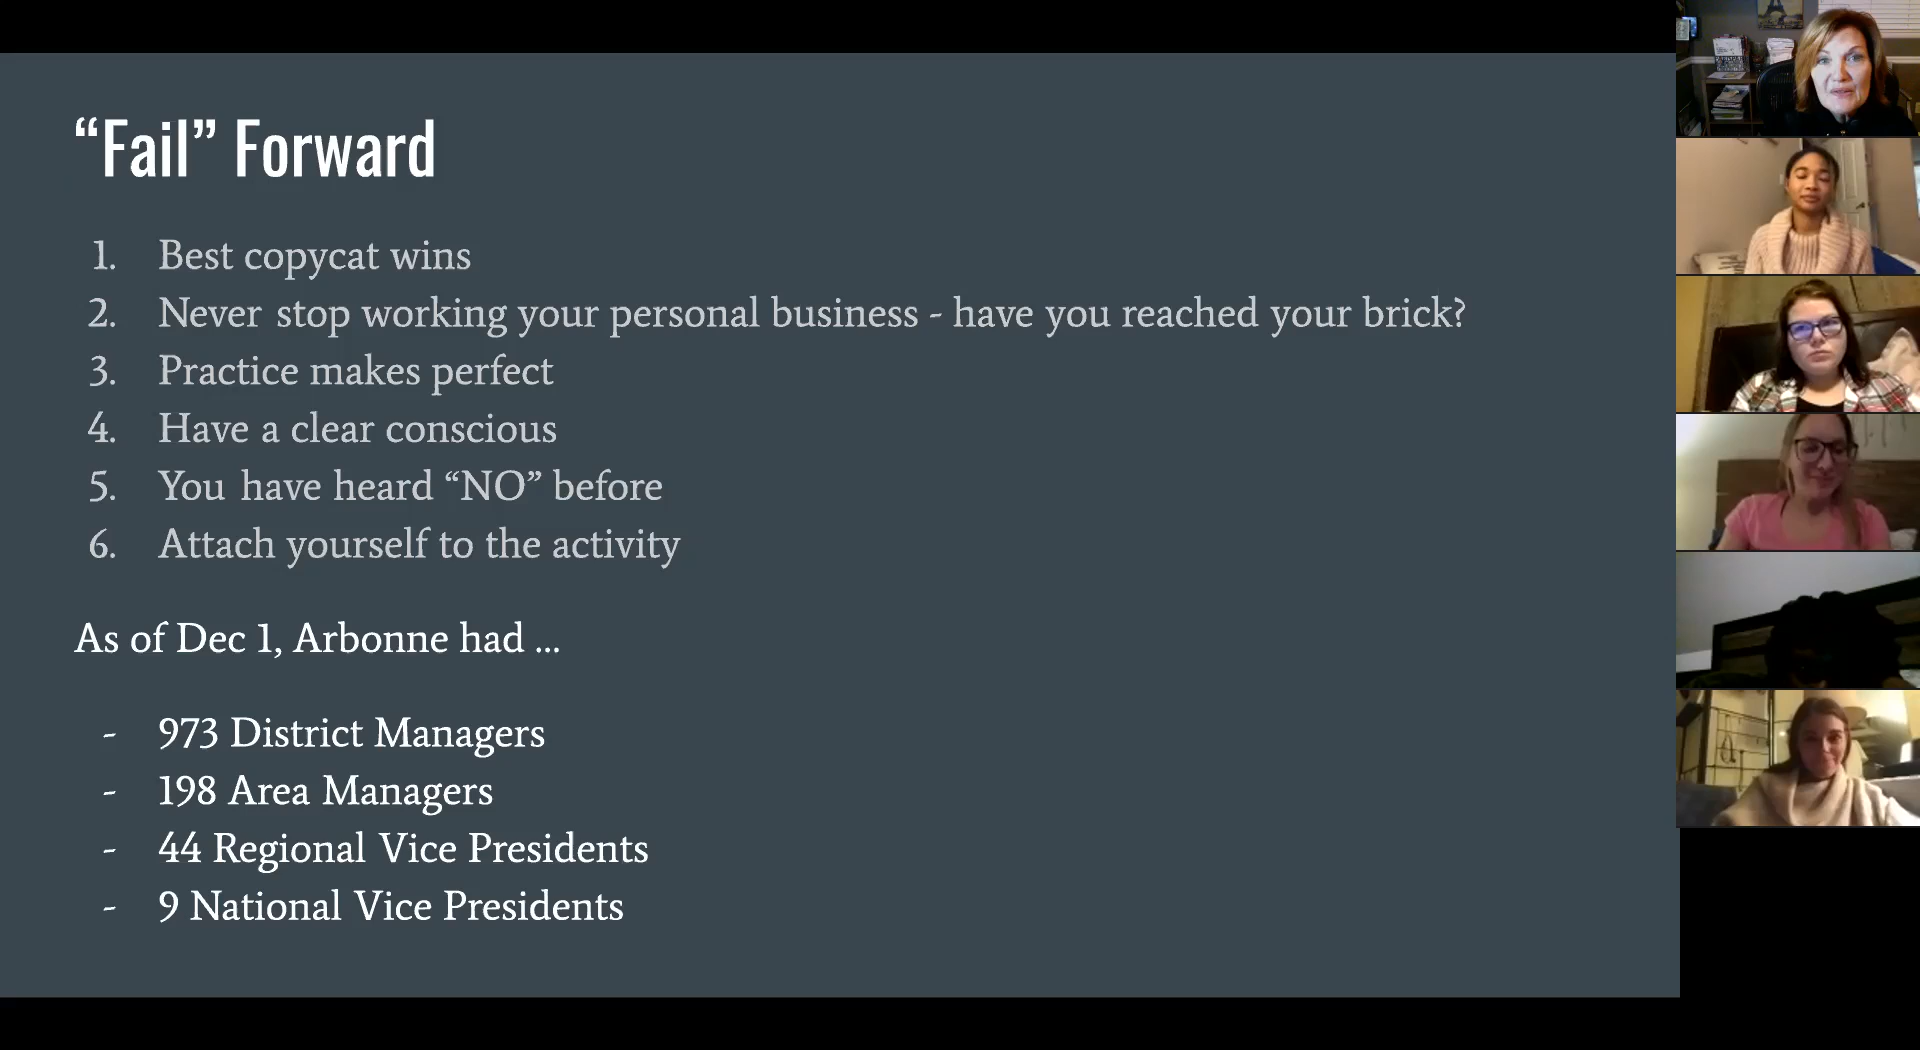 “Fail” Forward
1. Best copycat wins
2. Never stop working your personal business - have you reached your brick?
3. Practice makes perfect
4. Have a clear conscious
5. You have heard “NO” before
6. Attach yourself to the activity
As of Dec 1, Arbonne had ...
- 973 District Managers
- 198 Area Managers
- 44 Regional Vice Presidents
- 9 National Vice Presidents